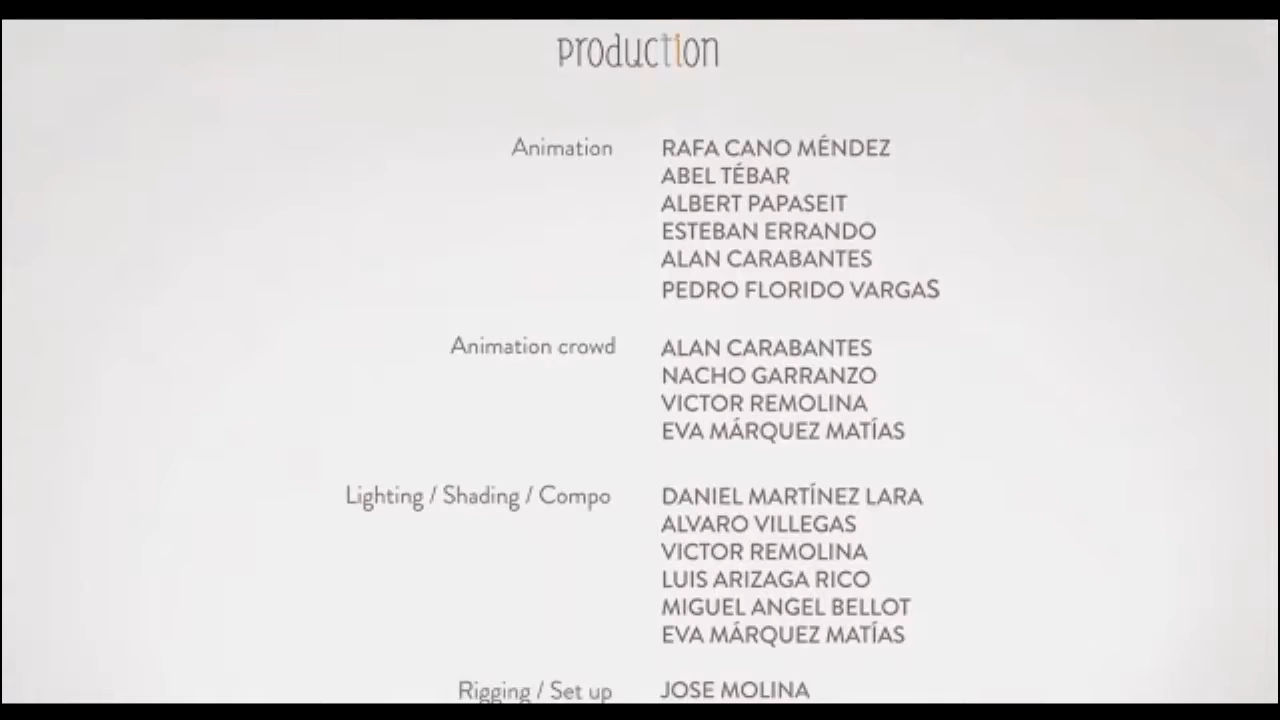 production
Animation RAFA CANO MÉNDEZ
ABEL TÉBAR
ALBERT PAPASEIT
ESTEBAN ERRANDO
ALAN CARABANTES
PEDRO FLORIDO VARGAS
Animation crowd ALAN CARABANTES
NACHO GARRANZO
VICTOR REMOLINA
EVA MÁRQUEZ MATÍAS
Lighting / Shading / Compo DANIEL MARTÍNEZ LARA
ALVARO VILLEGAS
VICTOR REMOLINA
LUIS ARIZAGA RICO
MIGUEL ANGEL BELLOT
EVA MÁRQUEZ MATÍAS
Rigging / Set up JOSE MOLINA